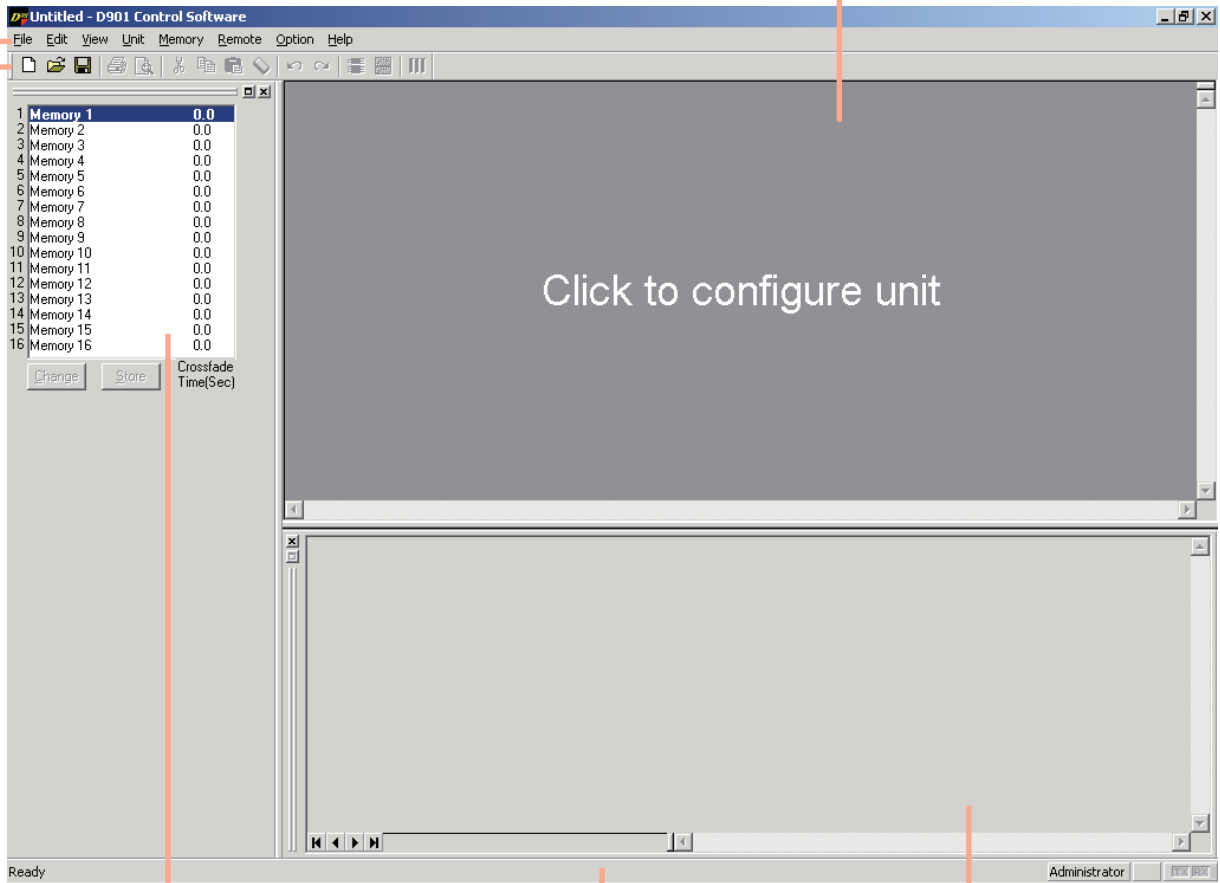 Untitled - D901 Control Software
File Edit View Unit Memory Remote Option Help
1 Memory 1 0.0
2 Memory 2 0.0
3 Memory 3 0.0
4 Memory 4 0.0
5 Memory 5 0.0
6 Memory 6 0.0
7 Memory 7 0.0
8 Memory 8 0.0
9 Memory 9 0.0
10 Memory 10 0.0
11 Memory 11 0.0
12 Memory 12 0.0
13 Memory 13 0.0
14 Memory 14 0.0
15 Memory 15 0.0
16 Memory 16 0.0
Change Store Crossfade
Time(Sec)
Click to configure unit
Ready Administrator TX RX